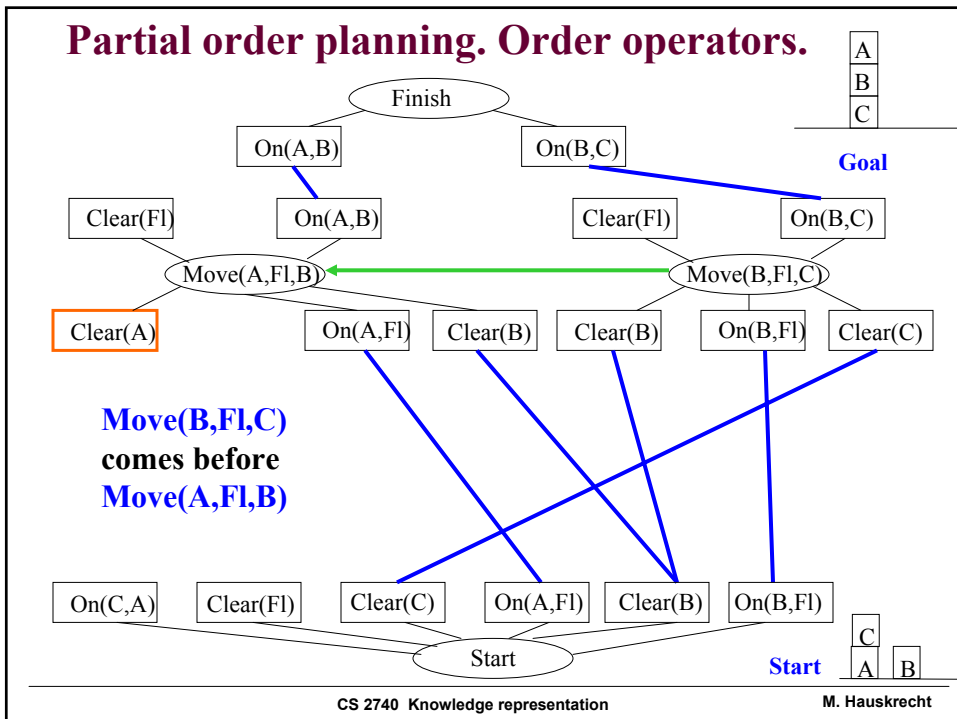 Partial order planning. Order operators.
A
B
C
Goal
Finish
On(A,B) On(B,C)
Clear(Fl) On(A,B) Clear(Fl) On(B,C)
Move(A,Fl,B) Move(B,Fl,C)
Clear(A) On(A,Fl) Clear(B) Clear(B) On(B,Fl) Clear(C)
Move(B,Fl,C)
comes before
Move(A,Fl,B)
On(C,A) Clear(Fl) Clear(C) On(A,Fl) Clear(B) On(B,Fl)
Start
C
Start A B
CS 2740 Knowledge representation M. Hauskrecht